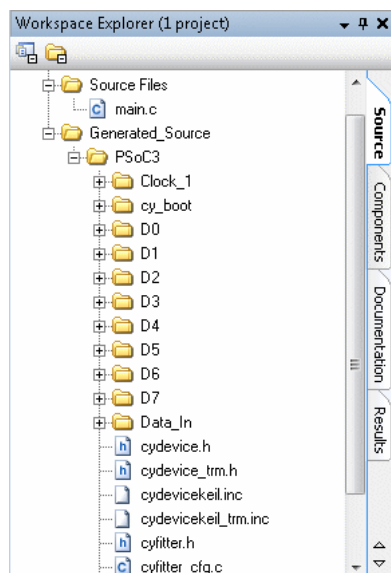 Workspace Explorer (1 project)
Source Files
main.c
Generated_Source
PSoC3
Clock_1
cy_boot
D0
D1
D2
D3
D4
D5
D6
D7
Data_In
cydevice.h
cydevice_trm.h
cydevicekeil.inc
cydevicekeil_trm.inc
cyfitter.h
cyfitter_cfg.c
Source
Components
Documentation
Results